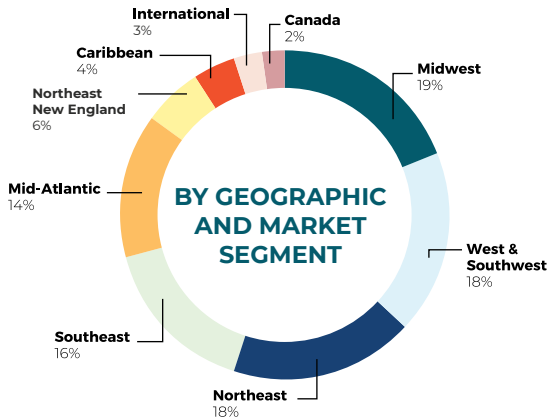 International
3%
Canada
2%
Caribbean
4%
Midwest
19%
Northeast
New England
6%
Mid-Atlantic
14%
BY GEOGRAPHIC
AND MARKET
SEGMENT
West &
Southwest
18%
Southeast
16%
Northeast
18%